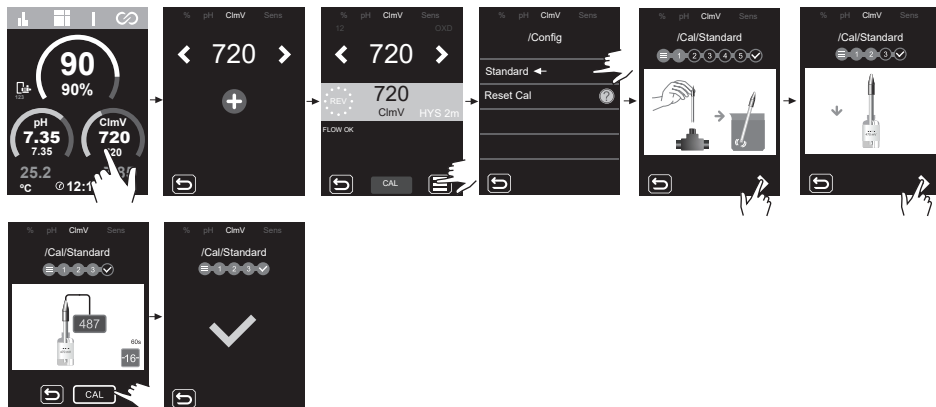 90
90%
123
pH
7.35
7.35
ClmV
720
25.2
ºC
% pH ClmV Sens
720
% pH ClmV Sens
12 OXD
720
REV
720
ClmV HYS 2m
FLOW OK
CAL
% pH ClmV Sens
/Config
Standard
Reset Cal ?
% pH ClmV Sens
/Cal/Standard
1 2 3 4 5
% pH ClmV Sens
/Cal/Standard
1 2 3
% pH ClmV Sens
/Cal/Standard
1 2 3
487
60s
-16-
CAL
% pH ClmV Sens
/Cal/Standard
1 2 3